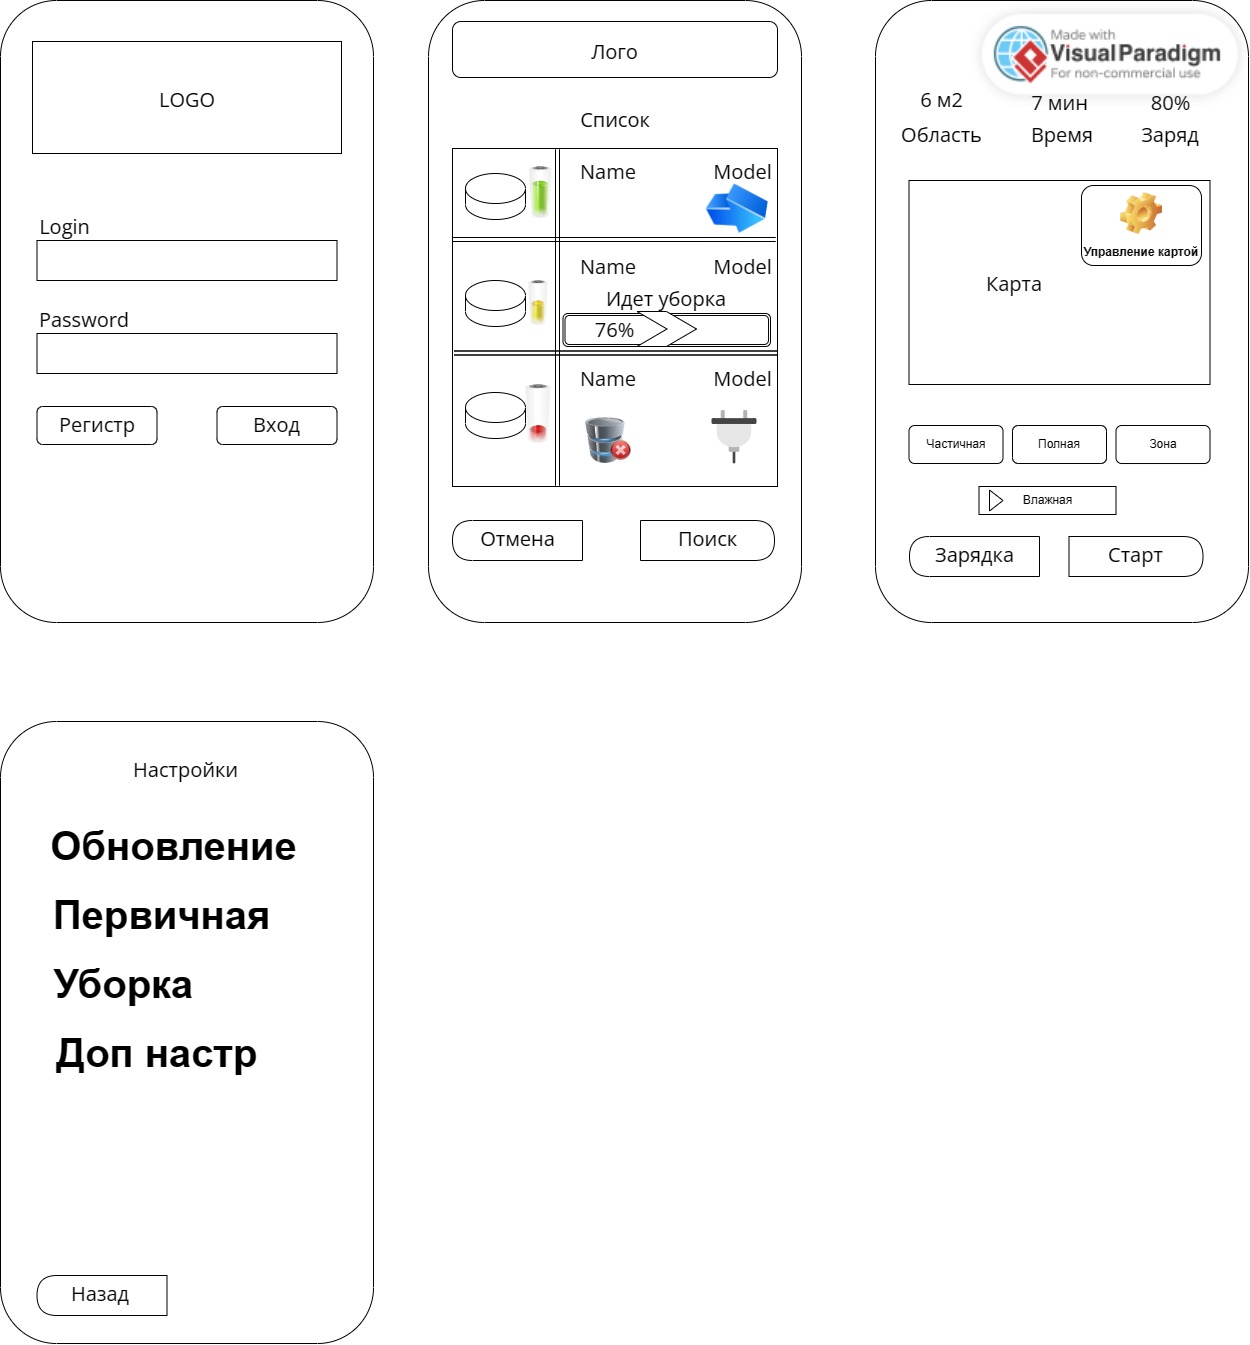 LOGO
Login
Password
Регистр
Вход
Лого
Список
Name
Model
Name
Model
Идет уборка
76%
Name
Model
Отмена
Поиск
Made with
Visual Paradigm
For non-commercial use
6 м2
7 мин
80%
Область
Время
Заряд
Управление картой
Карта
Частичная
Полная
Зона
Влажная
Зарядка
Старт
Настройки
Обновление
Первичная
Уборка
Доп настр
Назад